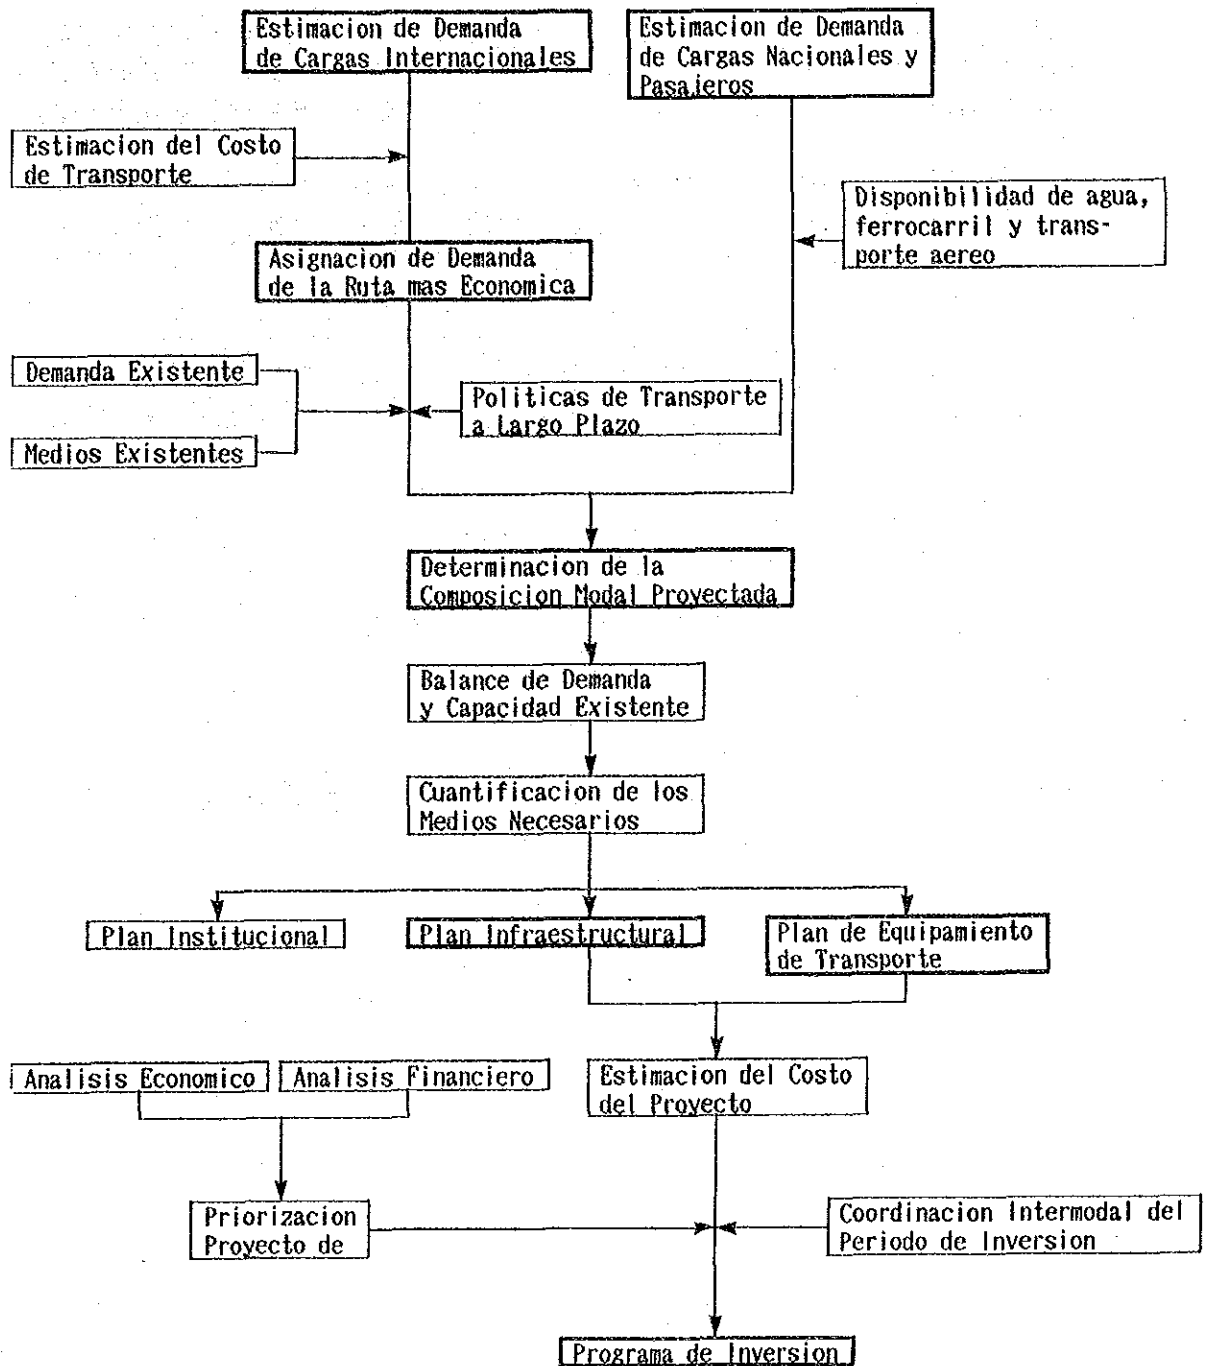 Estimacion de Demanda
de Cargas Internacionales
Estimacion de Demanda
de Cargas Nacionales y
Pasajeros
Estimacion del Costo
de Transporte
Disponibilidad de agua,
ferrocarril y trans-
porte aereo
Asignacion de Demanda
de la Ruta mas Economica
Demanda Existente
Politicas de Transporte
a Largo Plazo
Medios Existentes
Determinacion de la
Composicion Modal Proyectada
Balance de Demanda
y Capacidad Existente
Cuantificacion de los
Medios Necesarios
Plan Institucional
Plan Infraestructural
Plan de Equipamiento
de Transporte
Analisis Economico
Analisis Financiero
Estimacion del Costo
del Proyecto
Priorizacion
Proyecto de
Coordinacion Intermodal del
Periodo de Inversion
Programa de Inversion